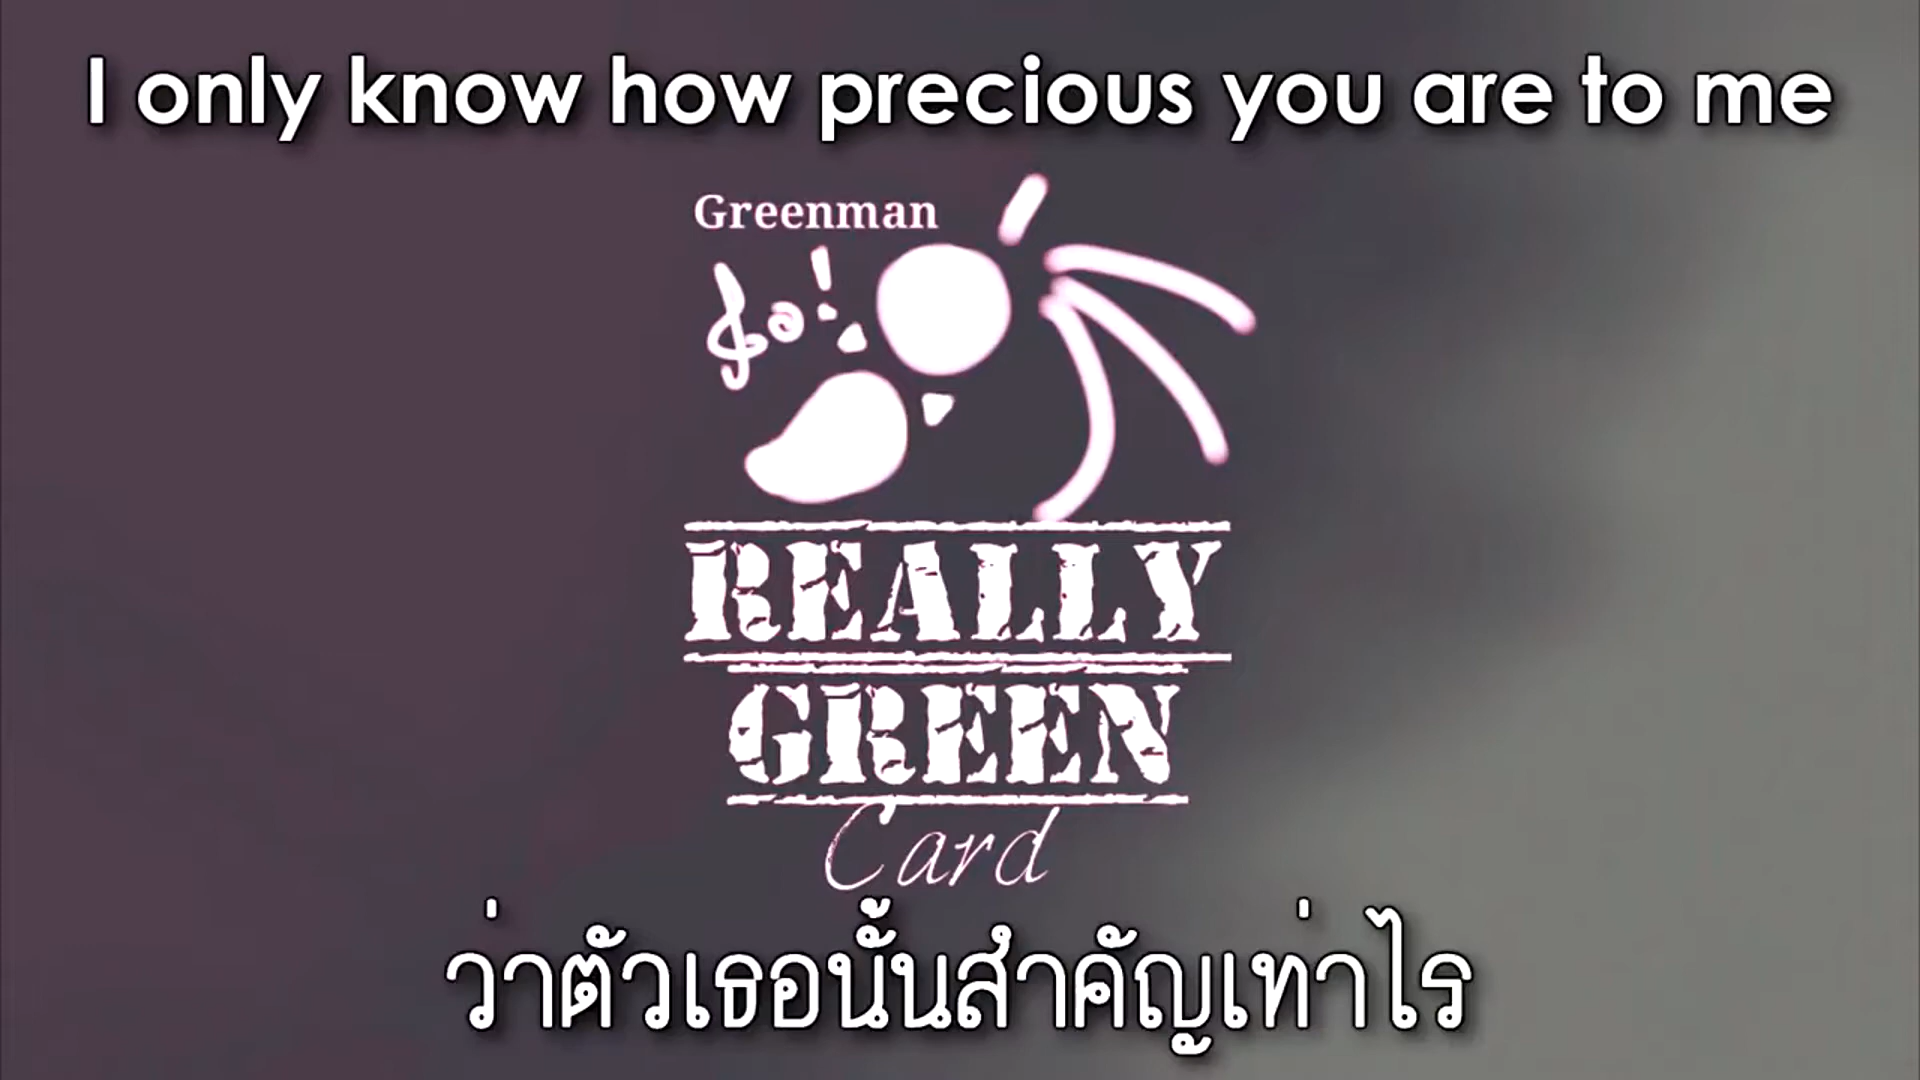 I only know how precious you are to me
Greenman
REALLY
GREEN
Card
ว่าตัวเธอนั้นสำคัญเท่าไร